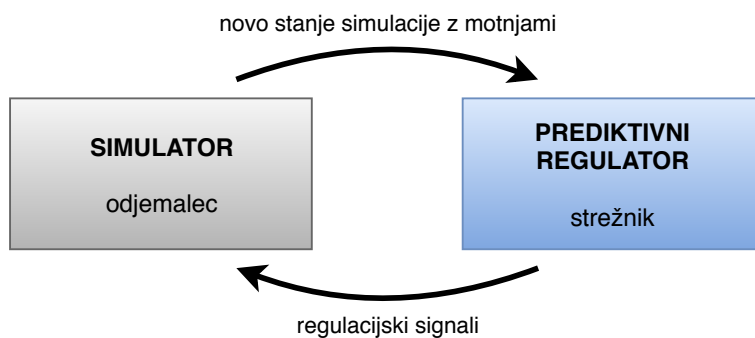 novo stanje simulacije z motnjami
SIMULATOR
odjemalec
PREDIKTIVNI
REGULATOR
strežnik
regulacijski signali